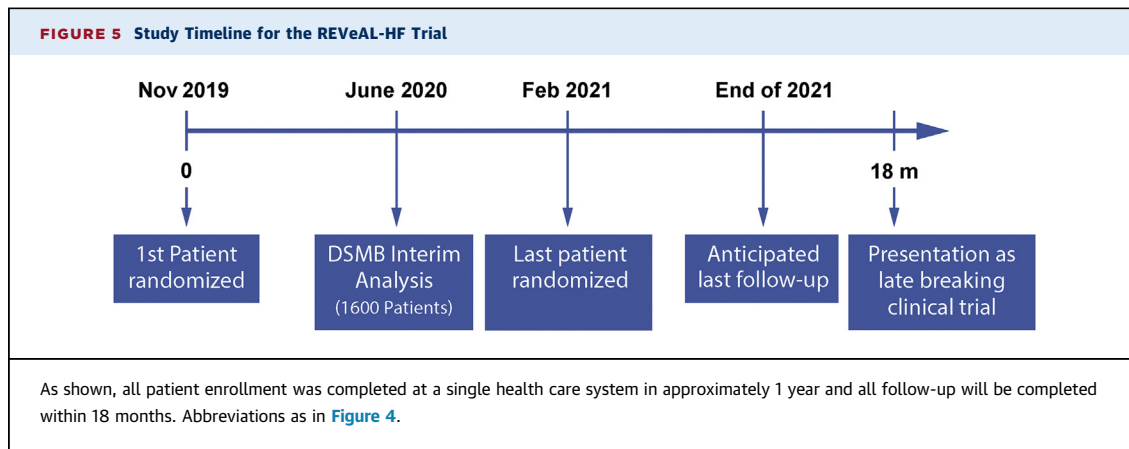 FIGURE 5 Study Timeline for the REVeAL-HF Trial
Nov 2019
June 2020
Feb 2021
End of 2021
0
18 m
1st Patient
randomized
DSMB Interim
Analysis
(1600 Patients)
Last patient
randomized
Anticipated
last follow-up
Presentation as
late breaking
clinical trial
As shown, all patient enrollment was completed at a single health care system in approximately 1 year and all follow-up will be completed
within 18 months. Abbreviations as in Figure 4.